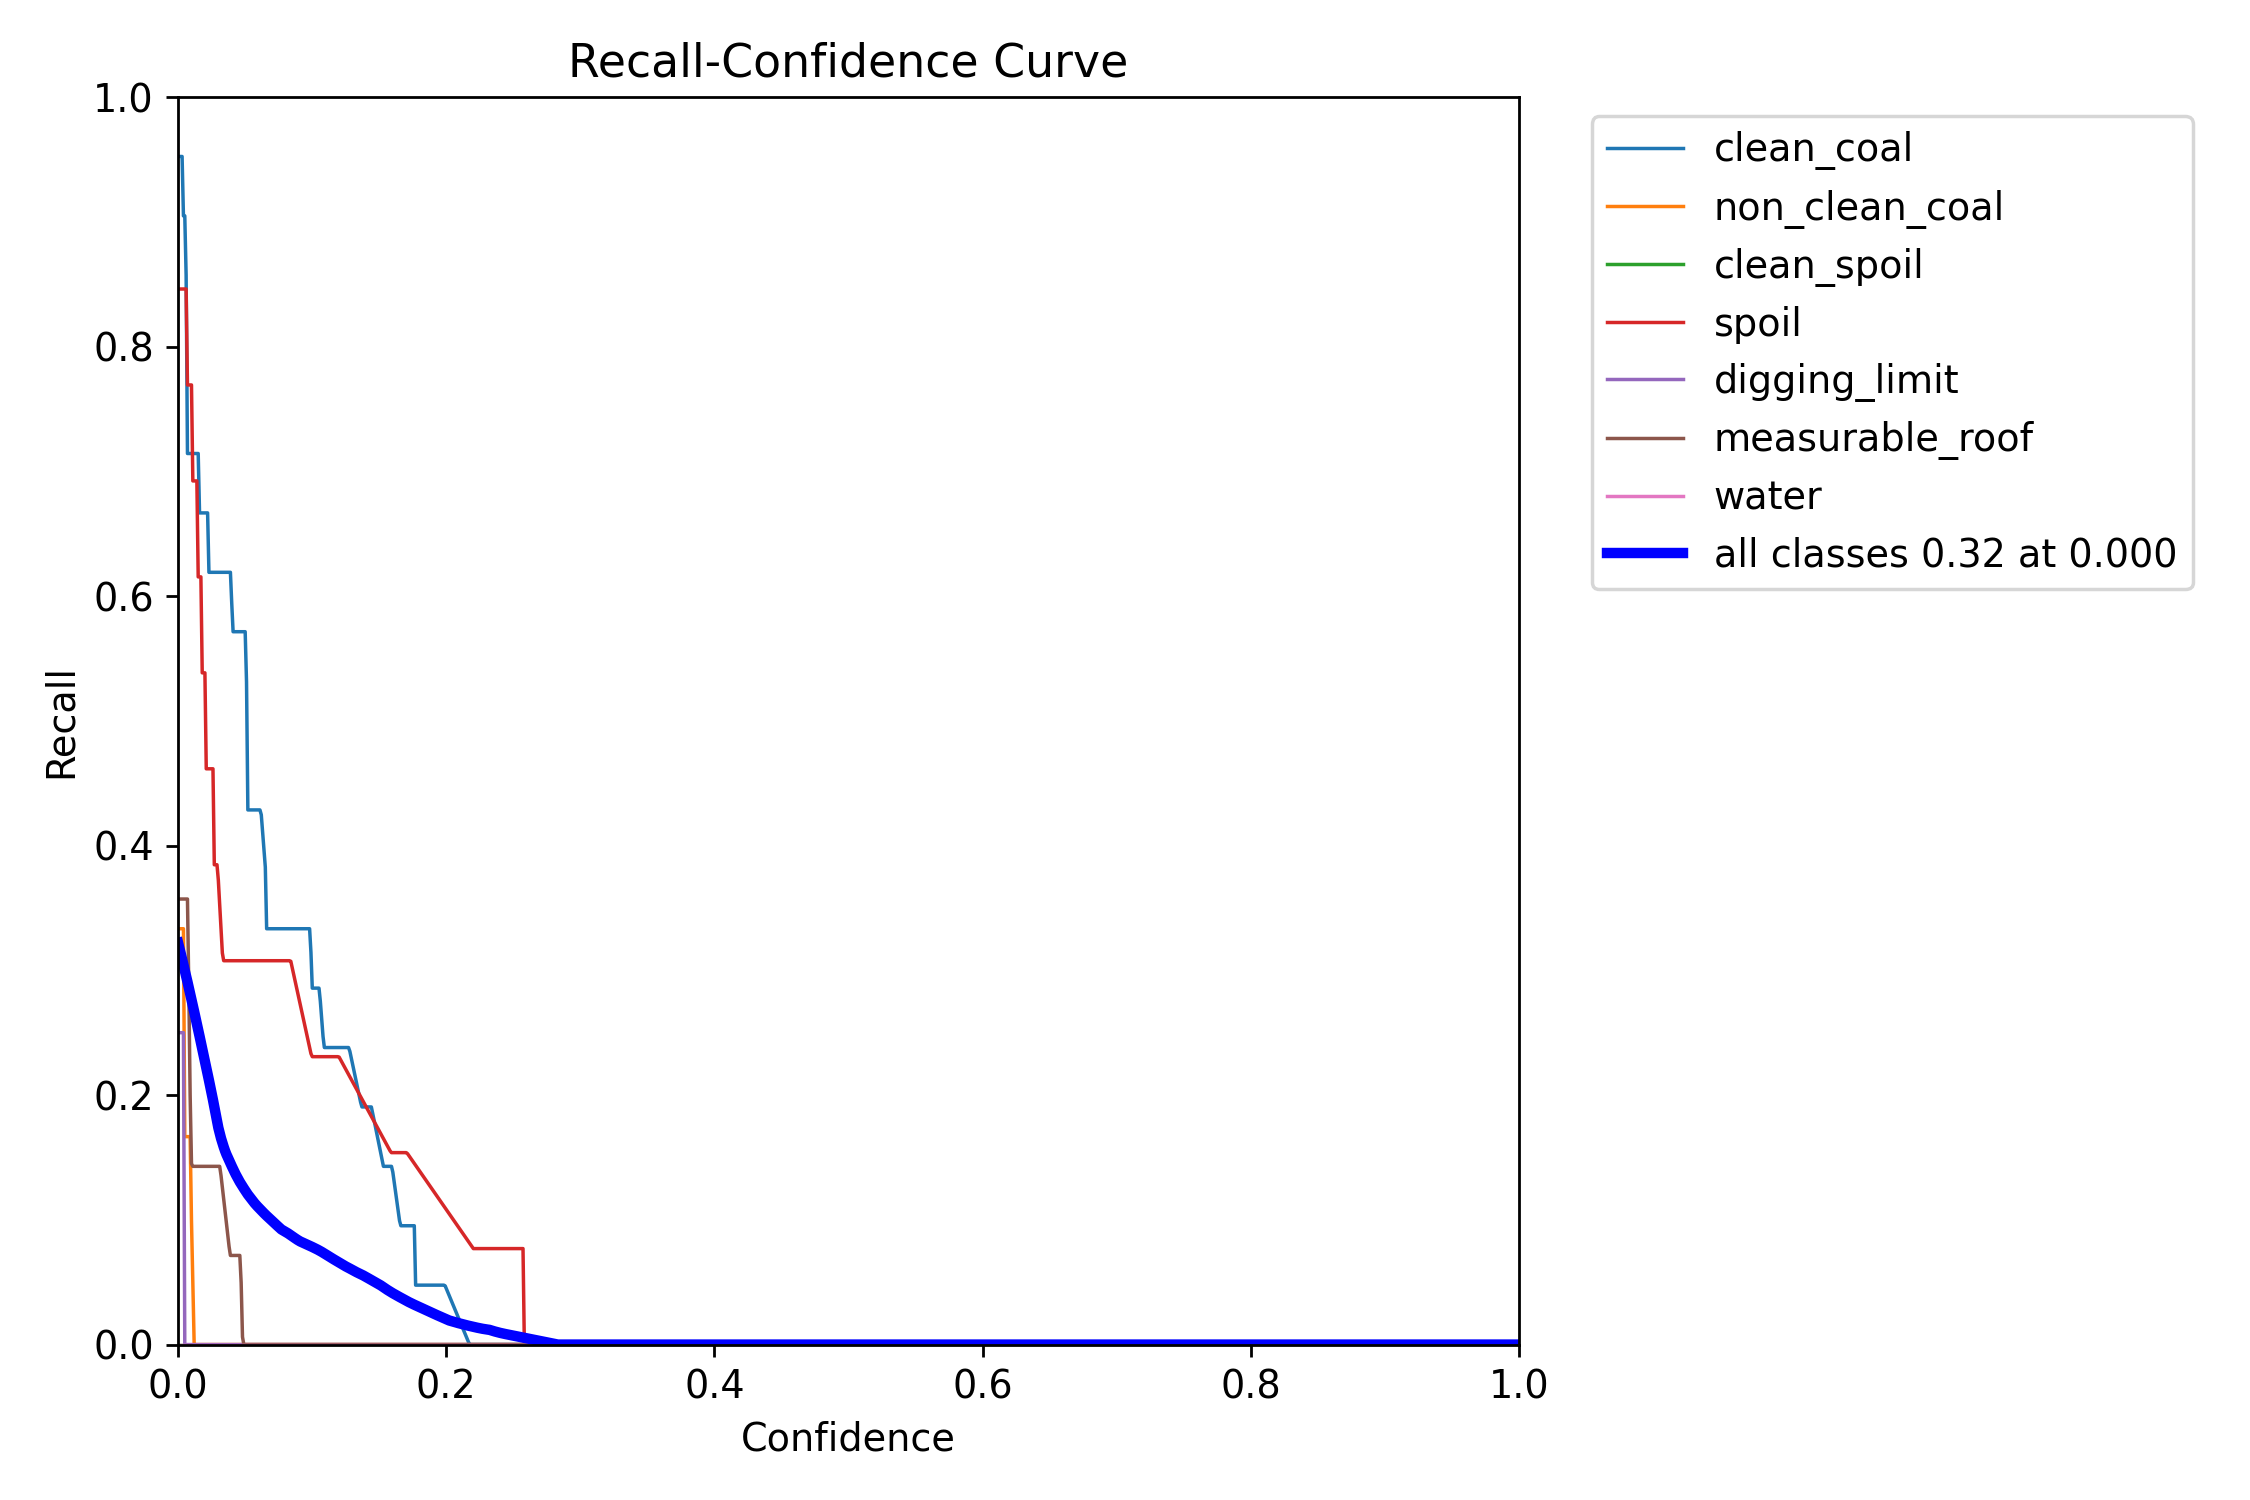 Recall-Confidence Curve
1.0
0.8
0.6
0.4
0.2
0.0
Recall
0.0 0.2 0.4 0.6 0.8 1.0
Confidence
clean_coal
non_clean_coal
clean_spoil
spoil
digging_limit
measurable_roof
water
all classes 0.32 at 0.000